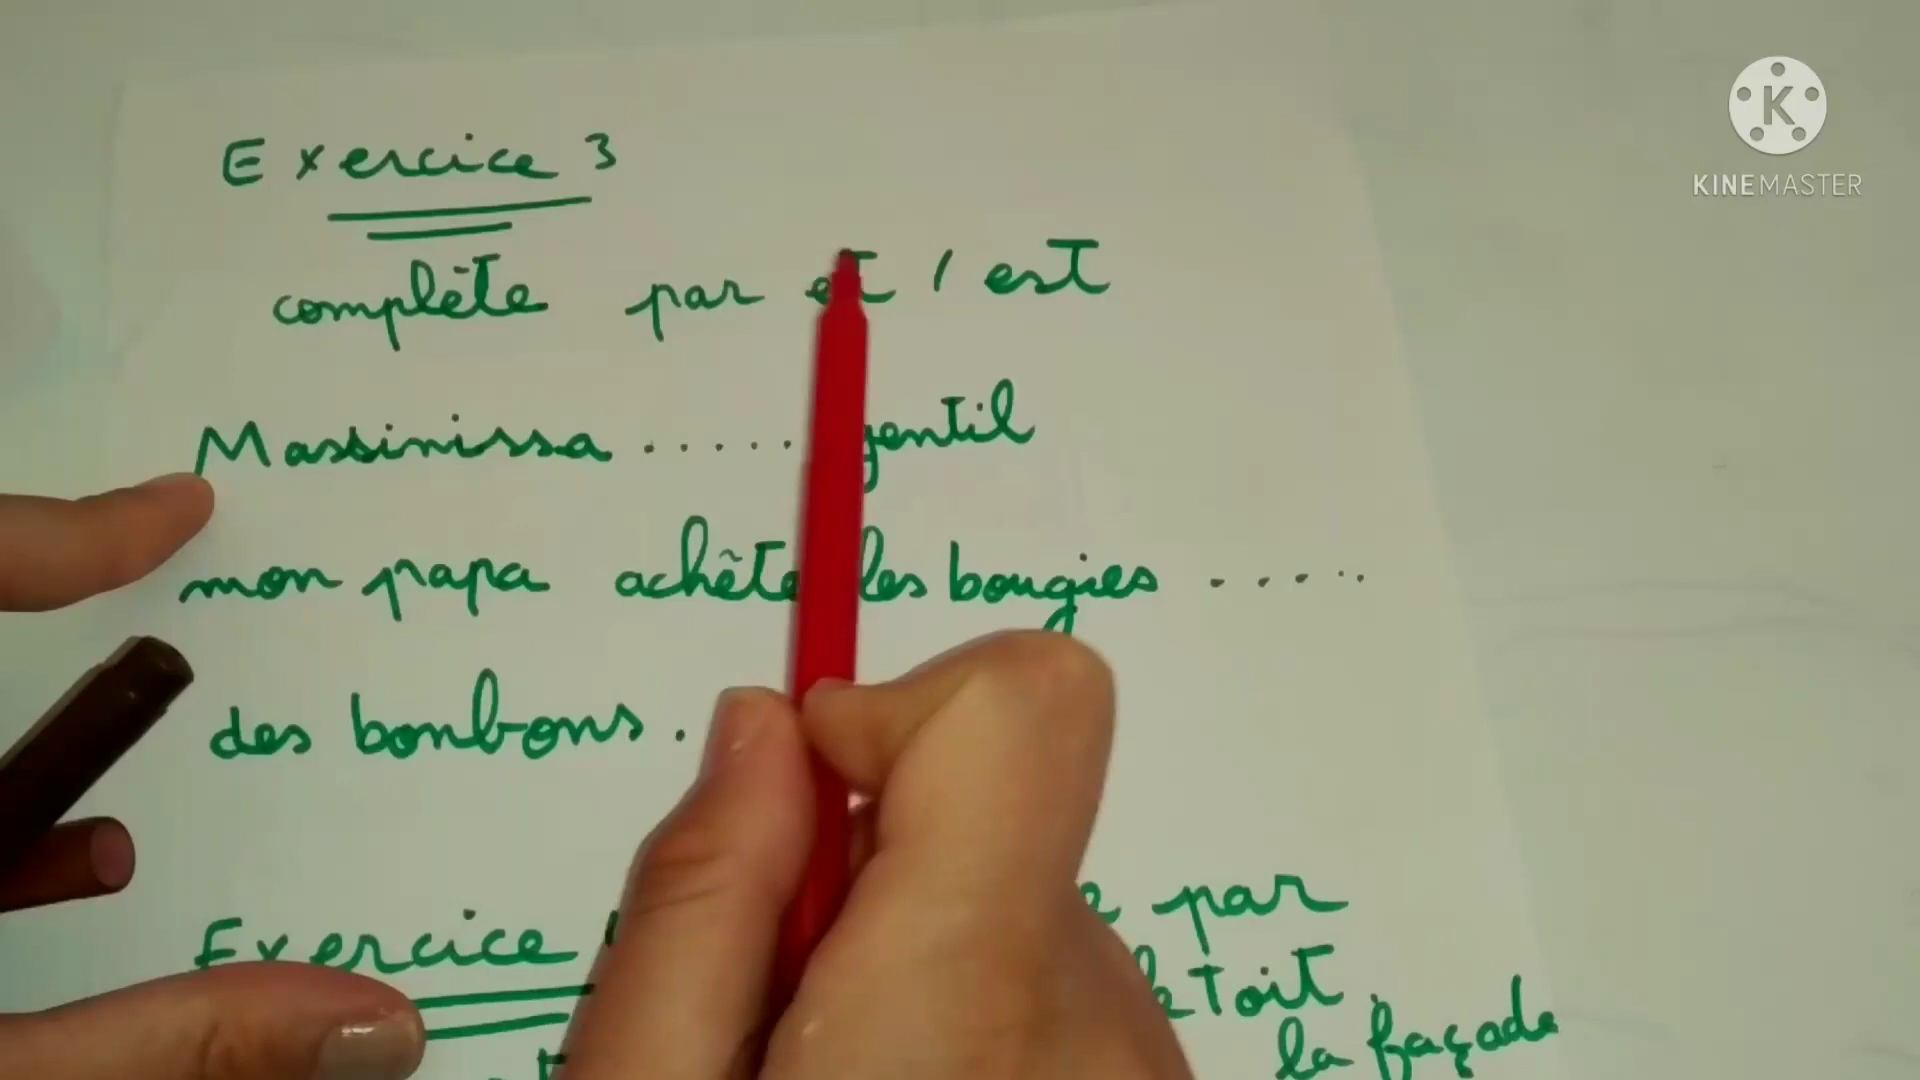 Exercice 3
complète par et / est
Massinissa ..... gentil
mon papa achète les bougies .....
des bonbons.
Exercice par
le toit
la façade
K
KINEMASTER